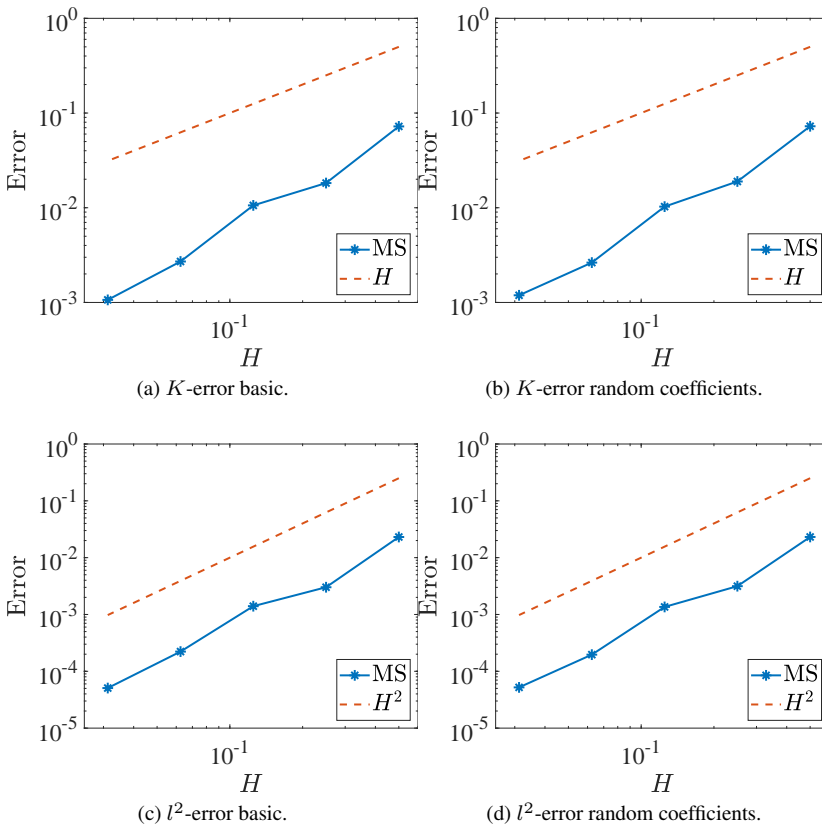 10^0
10^-1
10^-2
10^-3
Error
10^-1
H
MS
H
(a) K-error basic.
10^0
10^-1
10^-2
10^-3
Error
10^-1
H
MS
H
(b) K-error random coefficients.
10^0
10^-1
10^-2
10^-3
10^-4
10^-5
Error
10^-1
H
MS
H^2
(c) l^2-error basic.
10^0
10^-1
10^-2
10^-3
10^-4
10^-5
Error
10^-1
H
MS
H^2
(d) l^2-error random coefficients.